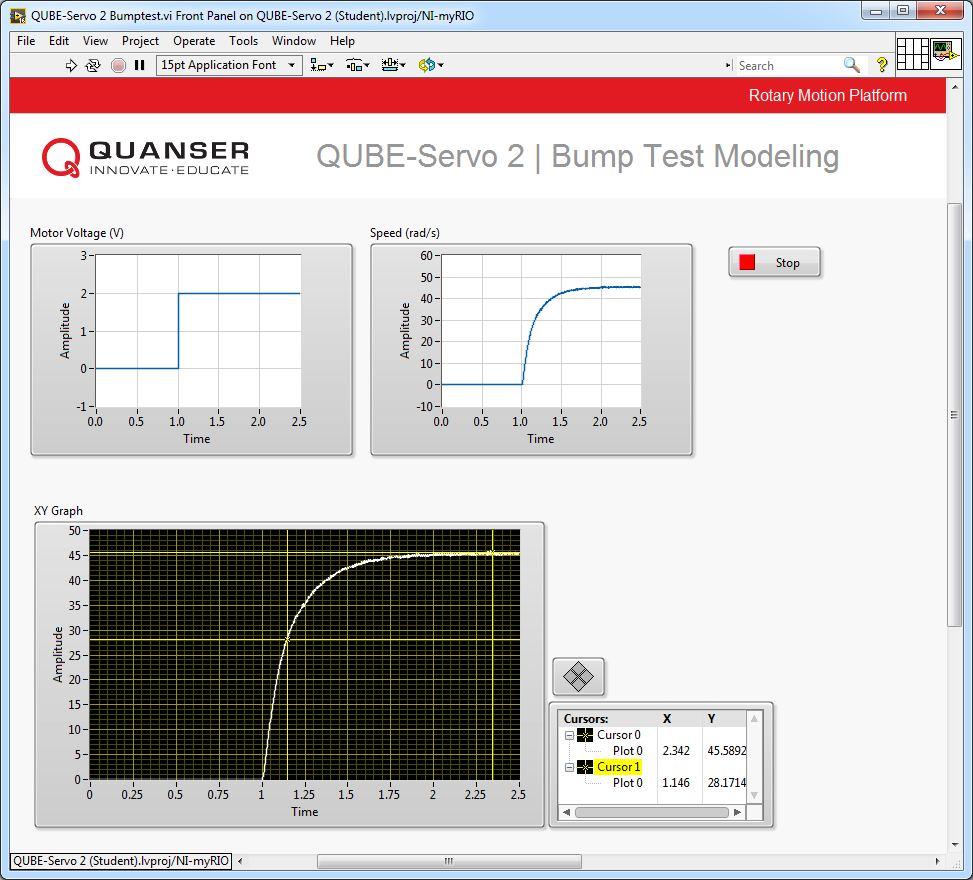 QUBE-Servo 2 Bumptest.vi Front Panel on QUBE-Servo 2 (Student).lvproj/NI-myRIO
File Edit View Project Operate Tools Window Help
15pt Application Font Search ?
Rotary Motion Platform
QUANSER
INNOVATE·EDUCATE
QUBE-Servo 2 | Bump Test Modeling
Motor Voltage (V)
3
2
1
0
-1
Amplitude
0.0 0.5 1.0 1.5 2.0 2.5
Time
Speed (rad/s)
60
50
40
30
20
10
0
-10
Amplitude
0.0 0.5 1.0 1.5 2.0 2.5
Time
Stop
XY Graph
50
45
40
35
30
25
20
15
10
5
0
Amplitude
0 0.25 0.5 0.75 1 1.25 1.5 1.75 2 2.25 2.5
Time
Cursors: X Y
Cursor 0
Plot 0 2.342 45.5892
Cursor 1
Plot 0 1.146 28.1714
QUBE-Servo 2 (Student).lvproj/NI-myRIO